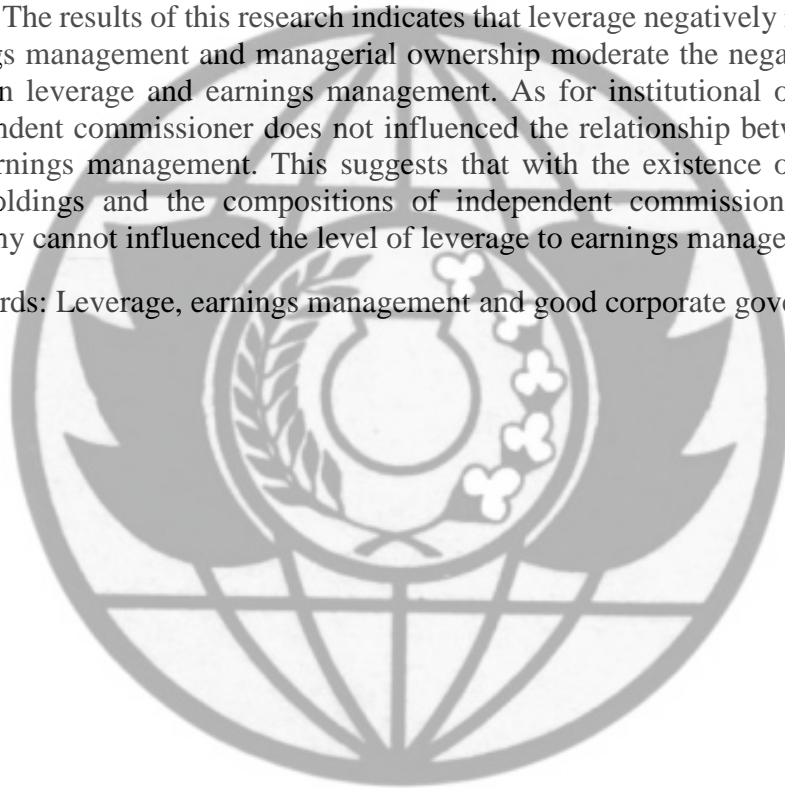 The results of this research indicates that leverage negatively
gs management and managerial ownership moderate the nega
n leverage and earnings management. As for institutional o
ndent commissioner does not influenced the relationship betw
rnings management. This suggests that with the existence o
oldings and the compositions of independent commission
ny cannot influenced the level of leverage to earnings manage
rds: Leverage, earnings management and good corporate gove